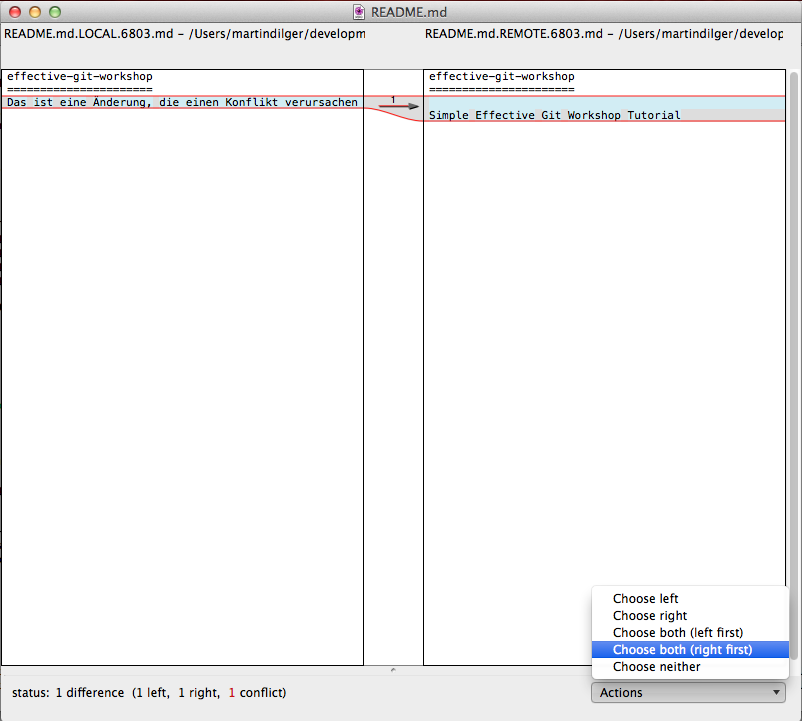 README.md
README.md.LOCAL.6803.md – /Users/martindilger/developm
README.md.REMOTE.6803.md – /Users/martindilger/develop
effective-git-workshop
======================
Das ist eine Änderung, die einen Konflikt verursachen
1
effective-git-workshop
======================
Simple Effective Git Workshop Tutorial
Choose left
Choose right
Choose both (left first)
Choose both (right first)
Choose neither
status: 1 difference (1 left, 1 right, 1 conflict)
Actions